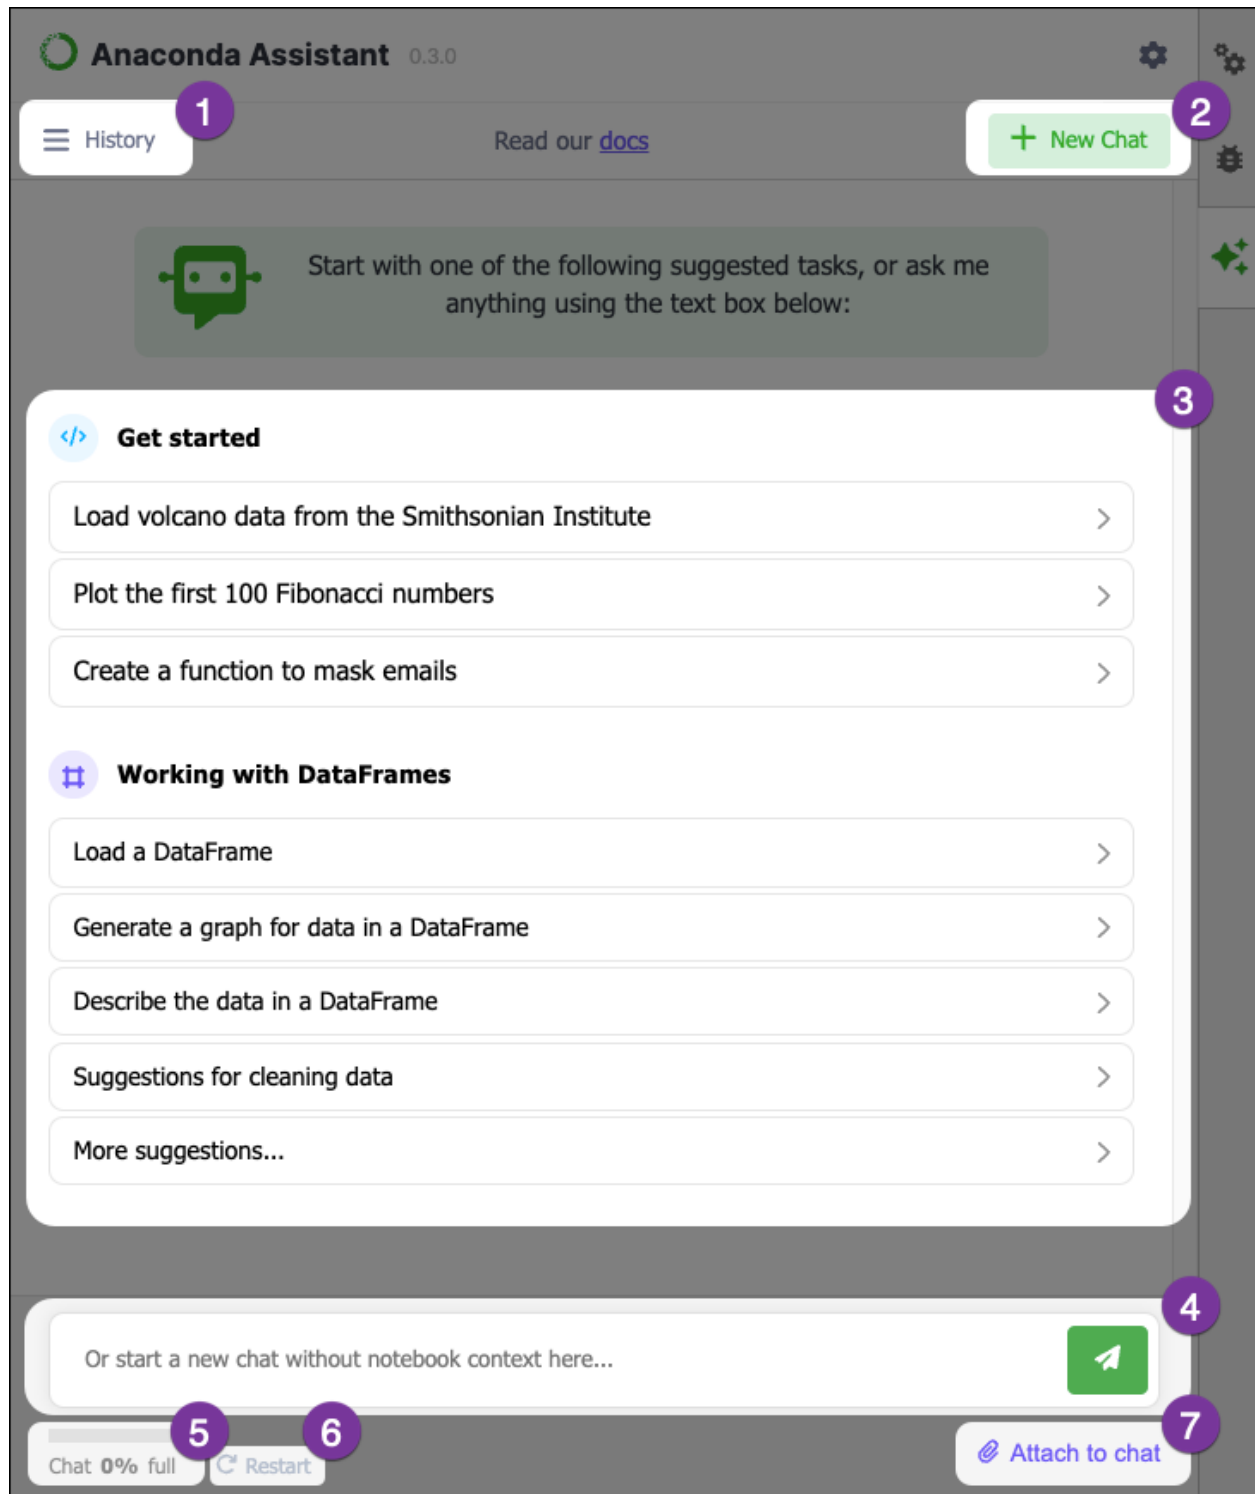 Anaconda Assistant 0.3.0
1
2
History
Read our docs
New Chat
Start with one of the following suggested tasks, or ask me
anything using the text box below:
3
</> Get started
Load volcano data from the Smithsonian Institute
Plot the first 100 Fibonacci numbers
Create a function to mask emails
Working with DataFrames
Load a DataFrame
Generate a graph for data in a DataFrame
Describe the data in a DataFrame
Suggestions for cleaning data
More suggestions...
4
Or start a new chat without notebook context here...
5
6
7
Chat 0% full
Restart
Attach to chat